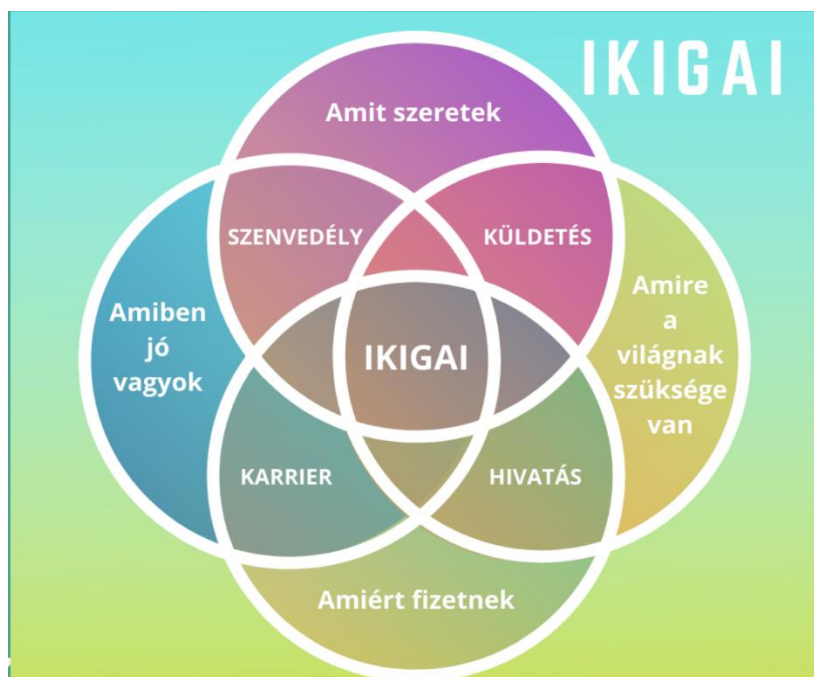 IKIGAI
Amit szeretek
SZENVEDÉLY
KÜLDETÉS
Amiben
jó
vagyok
IKIGAI
Amire
a
világnak
szüksége
van
KARRIER
HIVATÁS
Amiért fizetnek